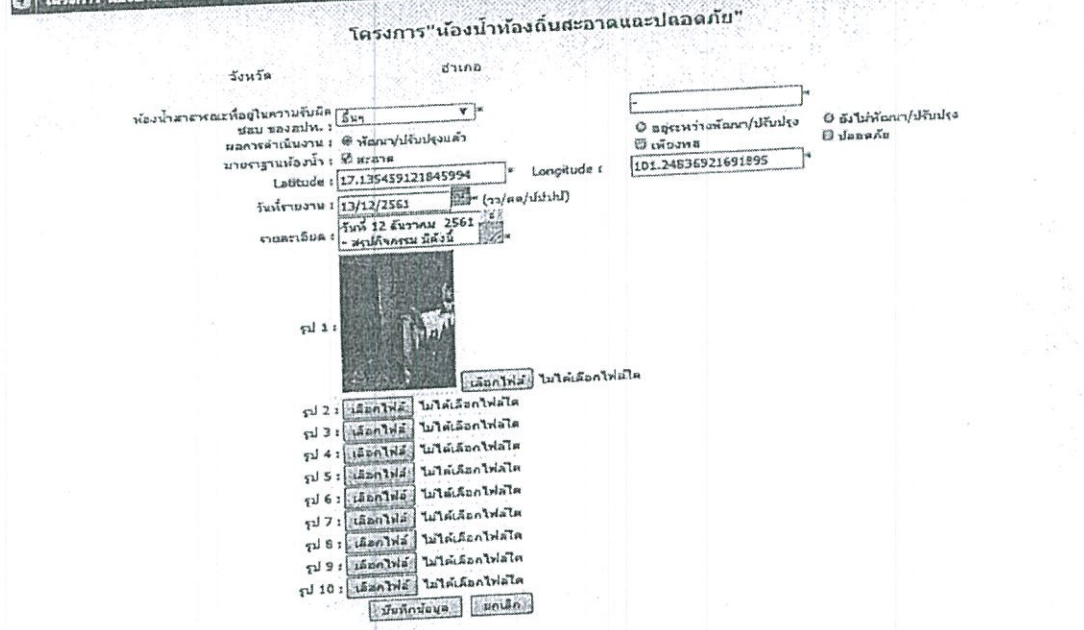 โครงการ"ห้องน้ำท้องถิ่นสะอาดและปลอดภัย"
จังหวัด อำเภอ
ห้องน้ำสาธารณะที่อยู่ในความรับผิด
ชอบ ของอปท. : อื่นๆ * - *
ผลการดำเนินงาน : พัฒนา/ปรับปรุงแล้ว อยู่ระหว่างพัฒนา/ปรับปรุง ยังไม่พัฒนา/ปรับปรุง
มาตรฐานห้องน้ำ : สะอาด เพียงพอ ปลอดภัย
Latitude : 17.135459121845994 * Longitude : 101.24836921691895 *
วันที่รายงาน : 13/12/2561 * (วว/ดด/ปปปป)
รายละเอียด : วันที่ 12 ธันวาคม 2561
- สรุปกิจกรรม มีดังนี้ *
รูป 1 : เลือกไฟล์ ไม่ได้เลือกไฟล์ใด
รูป 2 : เลือกไฟล์ ไม่ได้เลือกไฟล์ใด
รูป 3 : เลือกไฟล์ ไม่ได้เลือกไฟล์ใด
รูป 4 : เลือกไฟล์ ไม่ได้เลือกไฟล์ใด
รูป 5 : เลือกไฟล์ ไม่ได้เลือกไฟล์ใด
รูป 6 : เลือกไฟล์ ไม่ได้เลือกไฟล์ใด
รูป 7 : เลือกไฟล์ ไม่ได้เลือกไฟล์ใด
รูป 8 : เลือกไฟล์ ไม่ได้เลือกไฟล์ใด
รูป 9 : เลือกไฟล์ ไม่ได้เลือกไฟล์ใด
รูป 10 : เลือกไฟล์ ไม่ได้เลือกไฟล์ใด
บันทึกข้อมูล ยกเลิก